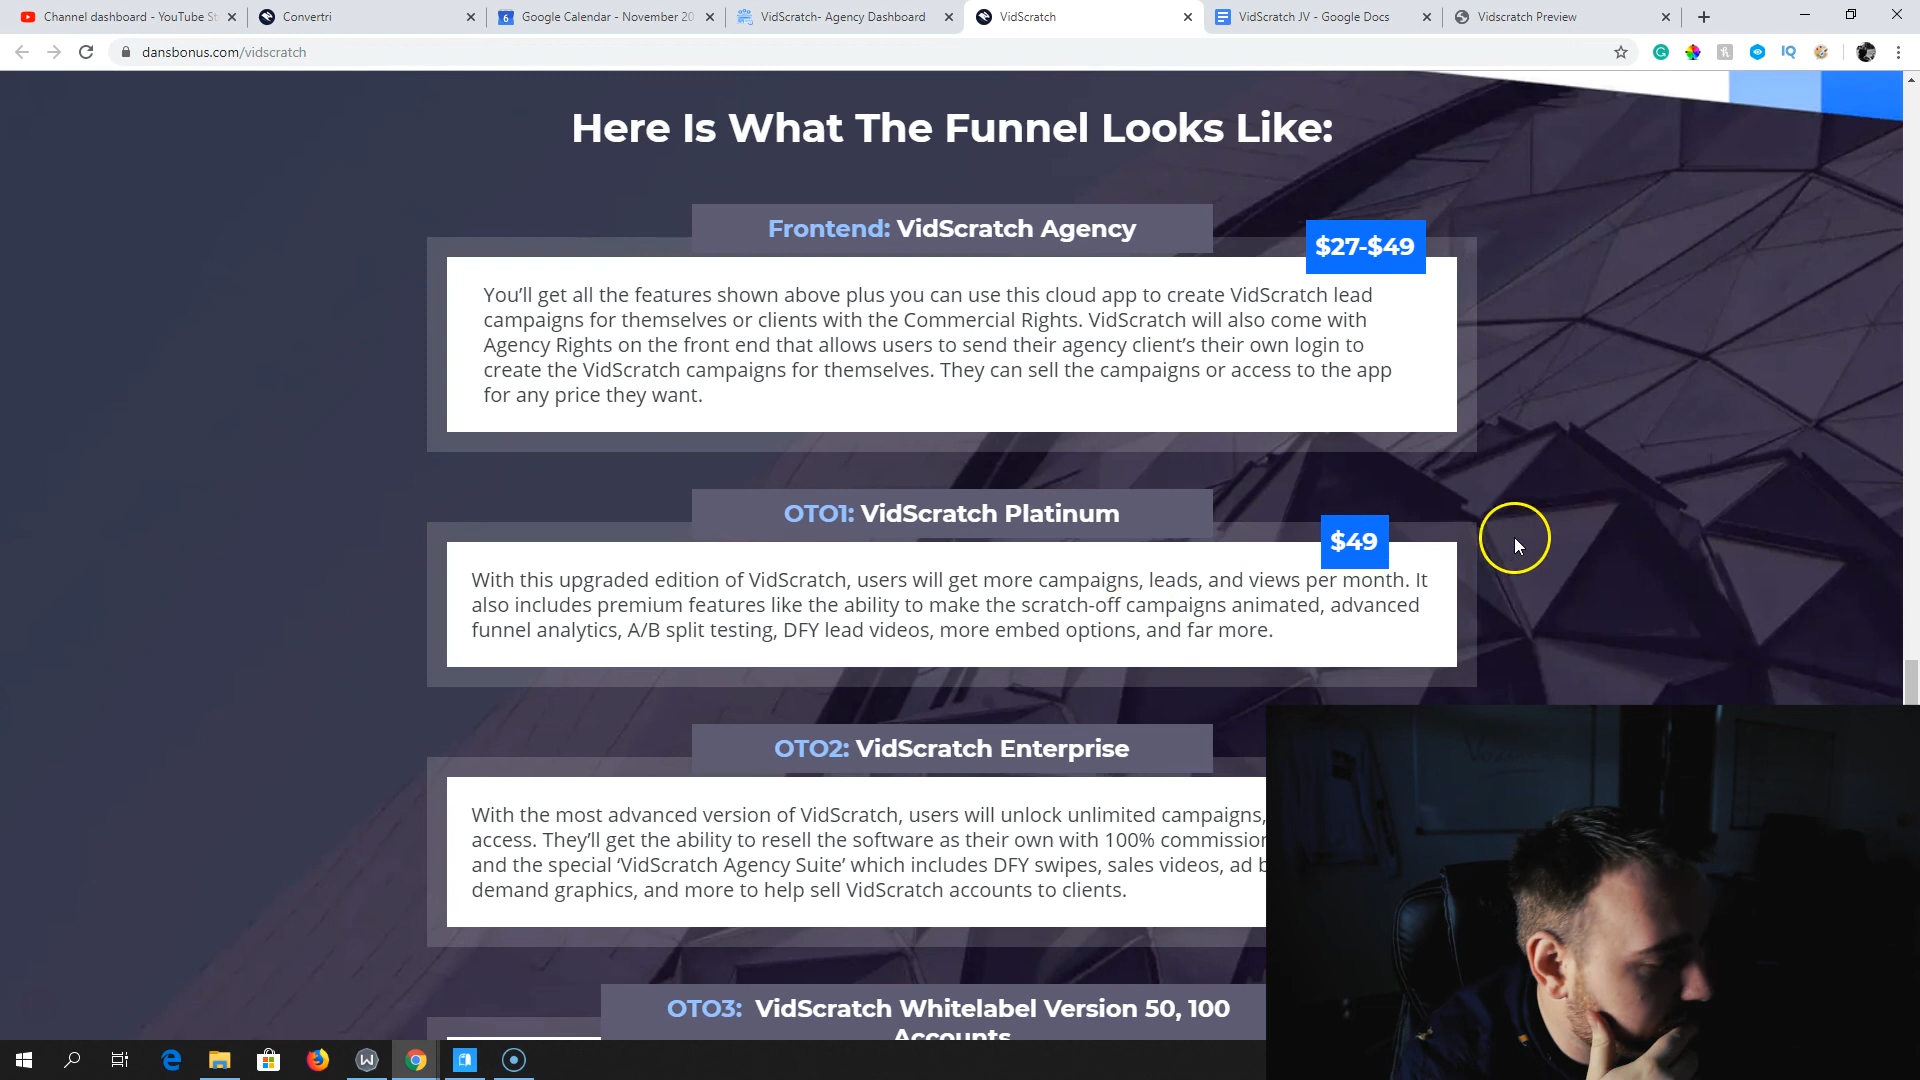 Channel dashboard - YouTube St
Convertri
Google Calendar - November 20
VidScratch- Agency Dashboard
VidScratch
VidScratch JV - Google Docs
Vidscratch Preview
dansbonus.com/vidscratch
Here Is What The Funnel Looks Like:
Frontend: VidScratch Agency
$27-$49
You’ll get all the features shown above plus you can use this cloud app to create VidScratch lead
campaigns for themselves or clients with the Commercial Rights. VidScratch will also come with
Agency Rights on the front end that allows users to send their agency client’s their own login to
create the VidScratch campaigns for themselves. They can sell the campaigns or access to the app
for any price they want.
OTO1: VidScratch Platinum
$49
With this upgraded edition of VidScratch, users will get more campaigns, leads, and views per month. It
also includes premium features like the ability to make the scratch-off campaigns animated, advanced
funnel analytics, A/B split testing, DFY lead videos, more embed options, and far more.
OTO2: VidScratch Enterprise
With the most advanced version of VidScratch, users will unlock unlimited campaigns,
access. They’ll get the ability to resell the software as their own with 100% commission
and the special ‘VidScratch Agency Suite’ which includes DFY swipes, sales videos, ad b
demand graphics, and more to help sell VidScratch accounts to clients.
OTO3: VidScratch Whitelabel Version 50, 100
Accounts